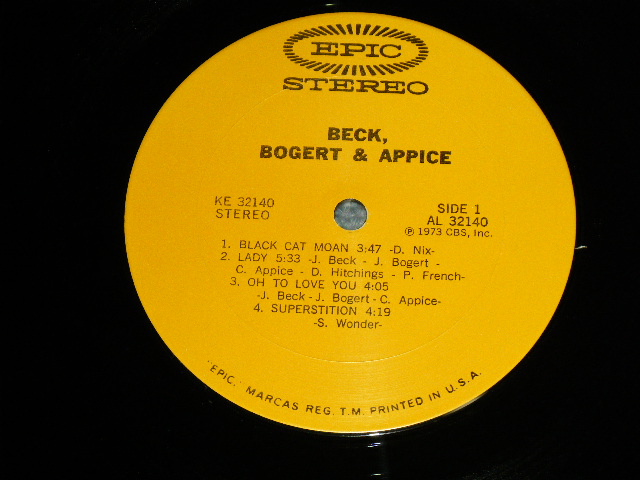 EPIC
STEREO
BECK,
BOGERT & APPICE
KE 32140
STEREO
SIDE 1
AL 32140
℗ 1973 CBS, Inc.
1. BLACK CAT MOAN 3:47 -D. Nix-
2. LADY 5:33 -J. Beck - J. Bogert -
C. Appice - D. Hitchings - P. French-
3. OH TO LOVE YOU 4:05
-J. Beck - J. Bogert - C. Appice-
4. SUPERSTITION 4:19
-S. Wonder-
"EPIC," MARCAS REG. T.M. PRINTED IN U.S.A.